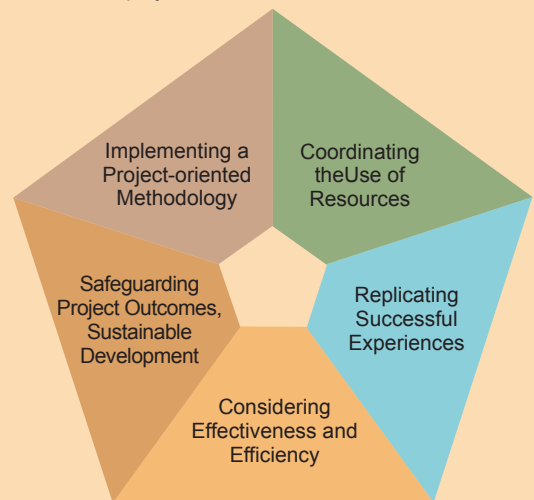 Implementing a
Project-oriented
Methodology
Coordinating
theUse of
Resources
Replicating
Successful
Experiences
Considering
Effectiveness and
Efficiency
Safeguarding
Project Outcomes,
Sustainable
Development